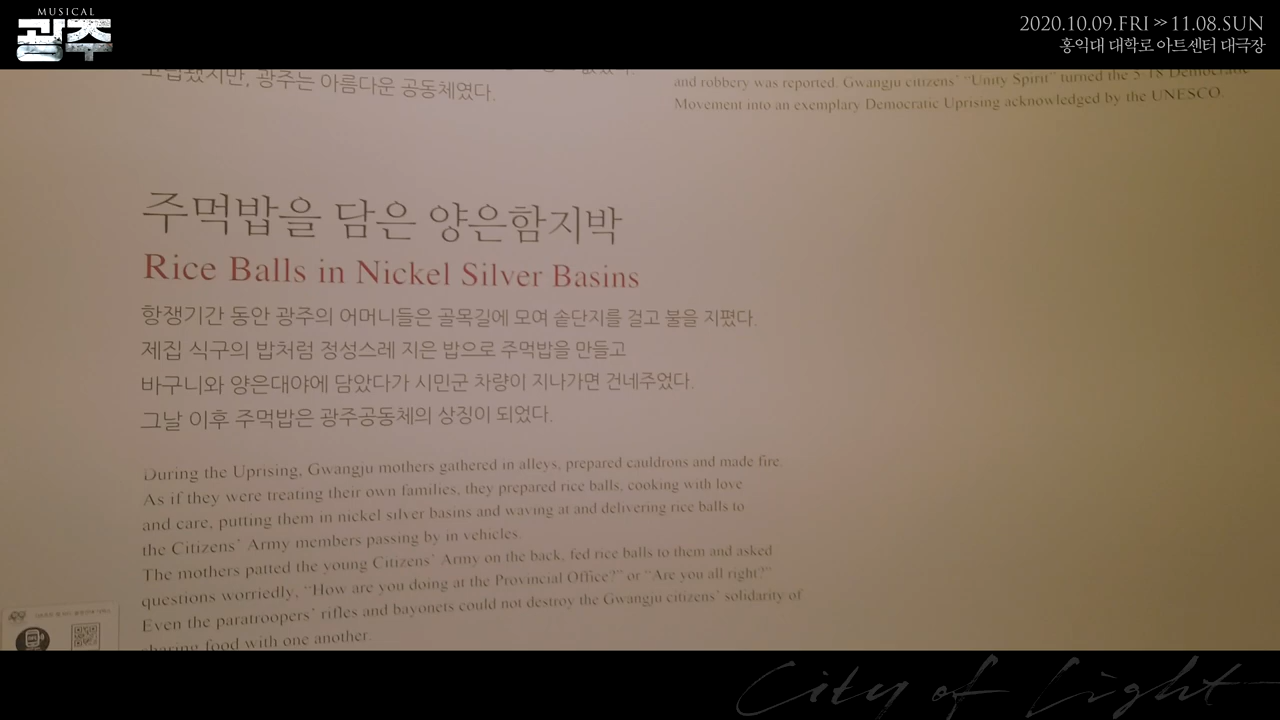 MUSICAL
광주
2020.10.09.FRI >> 11.08.SUN
홍익대 대학로 아트센터 대극장
고립됐지만, 광주는 아름다운 공동체였다.
and robbery was reported. Gwangju citizens' "Unity Spirit" turned the 5·18 Democratic
Movement into an exemplary Democratic Uprising acknowledged by the UNESCO.
주먹밥을 담은 양은함지박
Rice Balls in Nickel Silver Basins
항쟁기간 동안 광주의 어머니들은 골목길에 모여 솥단지를 걸고 불을 지폈다.
제집 식구의 밥처럼 정성스레 지은 밥으로 주먹밥을 만들고
바구니와 양은대야에 담았다가 시민군 차량이 지나가면 건네주었다.
그날 이후 주먹밥은 광주공동체의 상징이 되었다.
During the Uprising, Gwangju mothers gathered in alleys, prepared cauldrons and made fire.
As if they were treating their own families, they prepared rice balls, cooking with love
and care, putting them in nickel silver basins and waving at and delivering rice balls to
the Citizens' Army members passing by in vehicles.
The mothers patted the young Citizens' Army on the back, fed rice balls to them and asked
questions worriedly, "How are you doing at the Provincial Office?" or "Are you all right?"
Even the paratroopers' rifles and bayonets could not destroy the Gwangju citizens' solidarity of
sharing food with one another.
City of Light